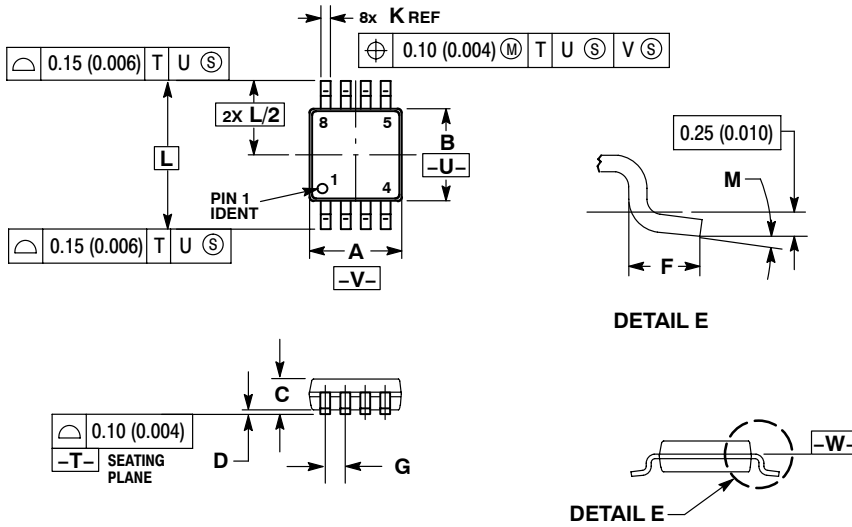 8x K REF
⌖ 0.10 (0.004) Ⓜ T U Ⓢ V Ⓢ
⌓ 0.15 (0.006) T U Ⓢ
2X L/2
8 5
B
-U-
L
PIN 1
IDENT
1
4
⌓ 0.15 (0.006) T U Ⓢ
A
-V-
0.25 (0.010)
M
F
DETAIL E
C
⌓ 0.10 (0.004)
-T- SEATING
PLANE
D
G
-W-
DETAIL E